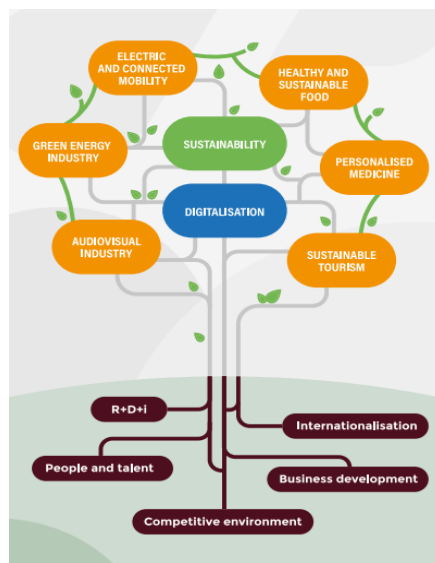 ELECTRIC
AND CONNECTED
MOBILITY
HEALTHY AND
SUSTAINABLE
FOOD
GREEN ENERGY
INDUSTRY
SUSTAINABILITY
PERSONALISED
MEDICINE
DIGITALISATION
AUDIOVISUAL
INDUSTRY
SUSTAINABLE
TOURISM
R+D+i
Internationalisation
People and talent
Business development
Competitive environment